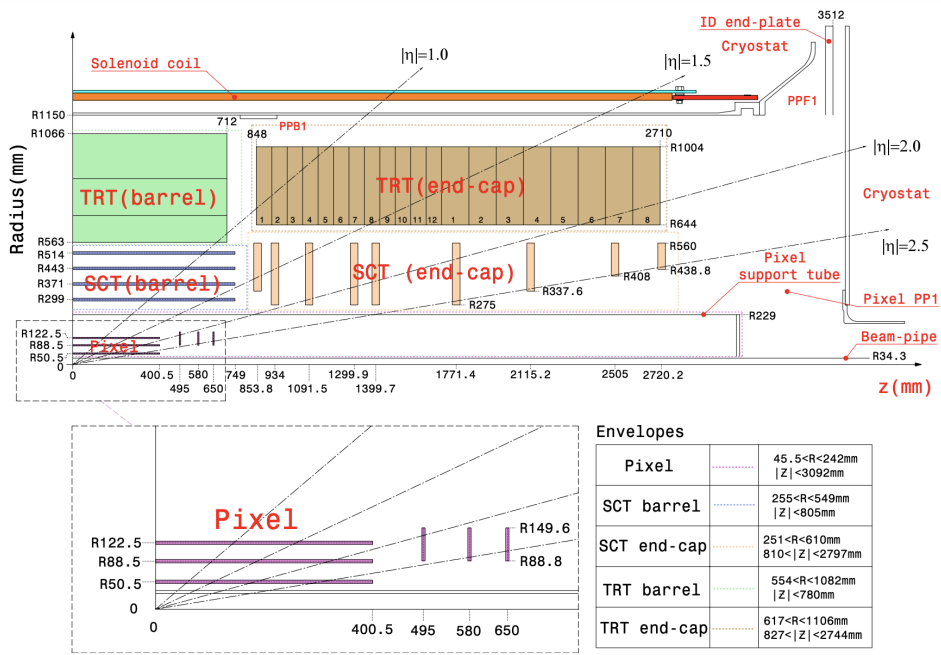 3512
ID end-plate
Cryostat
|η|=1.0
Solenoid coil
|η|=1.5
PPF1
R1150
712
PPB1
R1066
848
2710
R1004
|η|=2.0
Radius(mm)
TRT(barrel)
TRT(end-cap)
Cryostat
1 2 3 4 5 6 7 8 9 10 11 12 1 2 3 4 5 6 7 8
R644
R563
R560
|η|=2.5
R514
R443
SCT(barrel)
SCT (end-cap)
R438.8
Pixel
support tube
R408
R371
R337.6
R299
R275
Pixel PP1
R229
R122.5
R88.5
Pixel
Beam-pipe
R50.5
R34.3
0
0 400.5 580 749 934 1299.9 1771.4 2115.2 2505 2720.2
495 650 853.8 1091.5 1399.7
z(mm)
Pixel
R149.6
R122.5
R88.5
R88.8
R50.5
0
0 400.5 495 580 650
Envelopes
Pixel 45.5<R<242mm
|Z|<3092mm
SCT barrel 255<R<549mm
|Z|<805mm
SCT end-cap 251<R<610mm
810<|Z|<2797mm
TRT barrel 554<R<1082mm
|Z|<780mm
TRT end-cap 617<R<1106mm
827<|Z|<2744mm